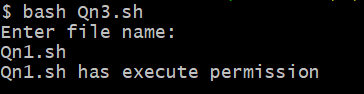 $ bash Qn3.sh
Enter file name:
Qn1.sh
Qn1.sh has execute permission